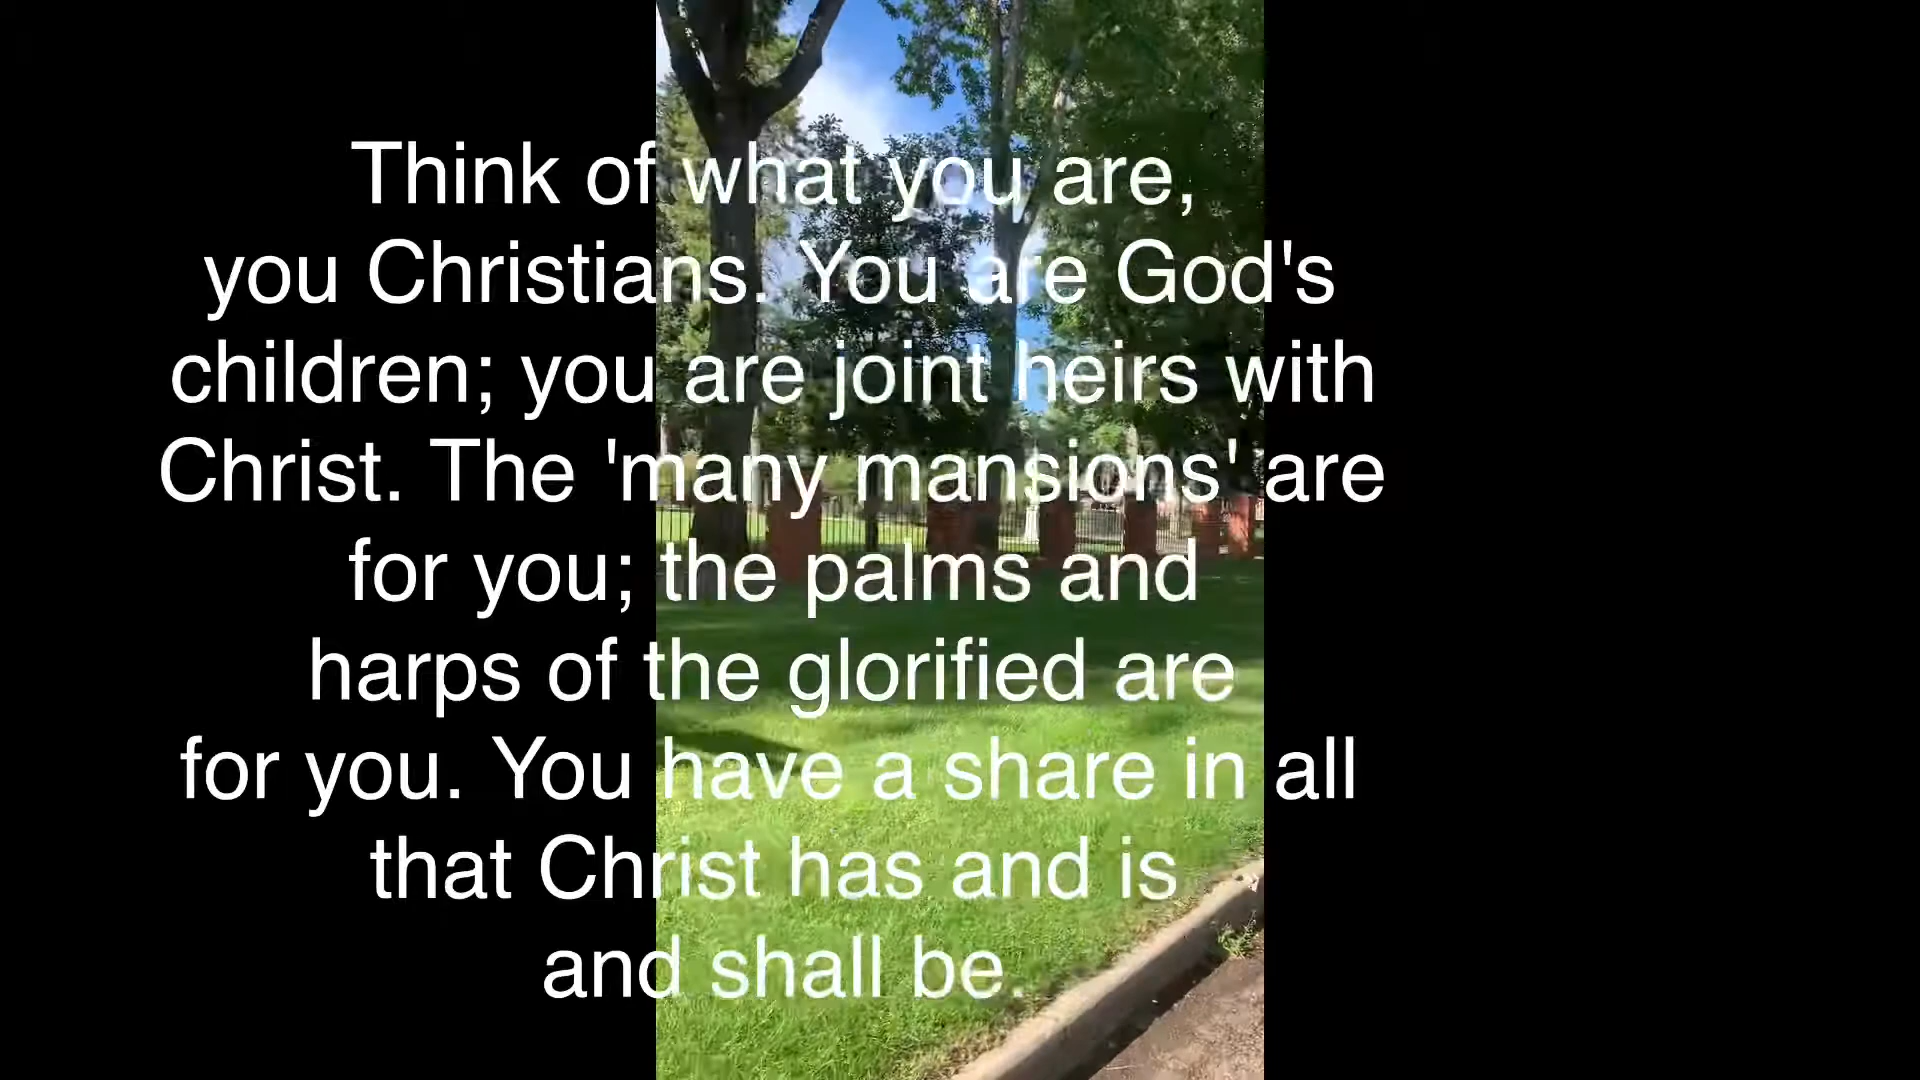 Think of what you are,
you Christians. You are God's
children; you are joint heirs with
Christ. The 'many mansions' are
for you; the palms and
harps of the glorified are
for you. You have a share in all
that Christ has and is
and shall be.